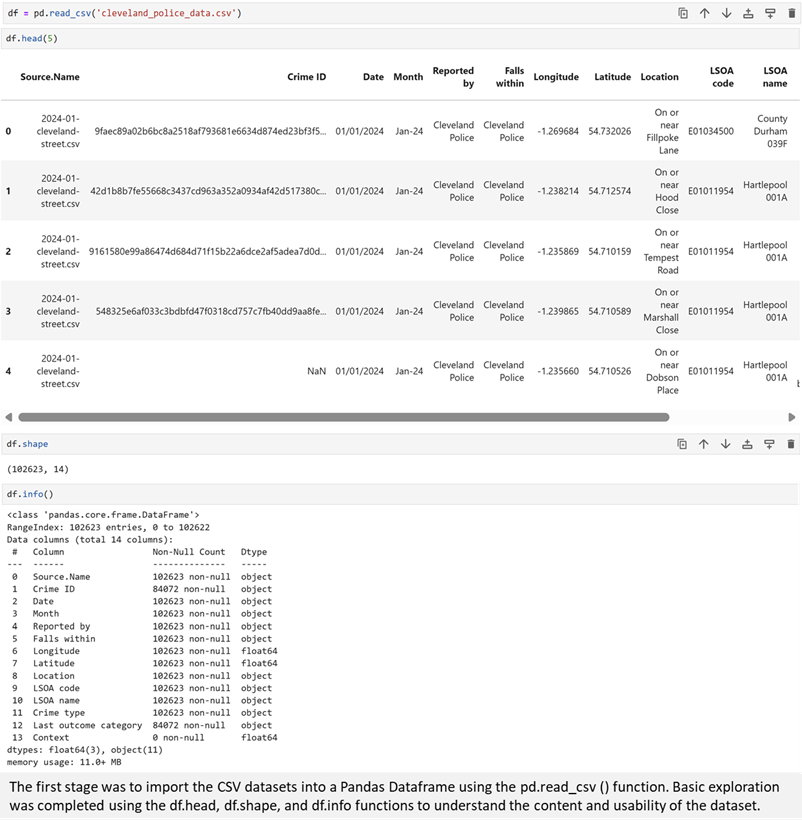 df = pd.read_csv('cleveland_police_data.csv')
df.head(5)
Source.Name Crime ID Date Month Reported by Falls within Longitude Latitude Location LSOA code LSOA name
0 2024-01-cleveland-street.csv 9faec89a02b6bc8a2518af793681e6634d874ed23bf3f5... 01/01/2024 Jan-24 Cleveland Police Cleveland Police -1.269684 54.732026 On or near Fillpoke Lane E01034500 County Durham 039F
1 2024-01-cleveland-street.csv 42d1b8b7fe55668c3437cd963a352a0934af42d517380c... 01/01/2024 Jan-24 Cleveland Police Cleveland Police -1.238214 54.712574 On or near Hood Close E01011954 Hartlepool 001A
2 2024-01-cleveland-street.csv 9161580e99a86474d684d71f15b22a6dce2af5adea7d0d... 01/01/2024 Jan-24 Cleveland Police Cleveland Police -1.235869 54.710159 On or near Tempest Road E01011954 Hartlepool 001A
3 2024-01-cleveland-street.csv 548325e6af033c3bdbfd47f0318cd757c7fb40dd9aa8fe... 01/01/2024 Jan-24 Cleveland Police Cleveland Police -1.239865 54.710589 On or near Marshall Close E01011954 Hartlepool 001A
4 2024-01-cleveland-street.csv NaN 01/01/2024 Jan-24 Cleveland Police Cleveland Police -1.235660 54.710526 On or near Dobson Place E01011954 Hartlepool 001A
df.shape
(102623, 14)
df.info()
<class 'pandas.core.frame.DataFrame'>
RangeIndex: 102623 entries, 0 to 102622
Data columns (total 14 columns):
# Column Non-Null Count Dtype
--- ------ -------------- -----
0 Source.Name 102623 non-null object
1 Crime ID 84072 non-null object
2 Date 102623 non-null object
3 Month 102623 non-null object
4 Reported by 102623 non-null object
5 Falls within 102623 non-null object
6 Longitude 102623 non-null float64
7 Latitude 102623 non-null float64
8 Location 102623 non-null object
9 LSOA code 102623 non-null object
10 LSOA name 102623 non-null object
11 Crime type 102623 non-null object
12 Last outcome category 84072 non-null object
13 Context 0 non-null float64
dtypes: float64(3), object(11)
memory usage: 11.0+ MB
The first stage was to import the CSV datasets into a Pandas Dataframe using the pd.read_csv () function. Basic exploration
was completed using the df.head, df.shape, and df.info functions to understand the content and usability of the dataset.